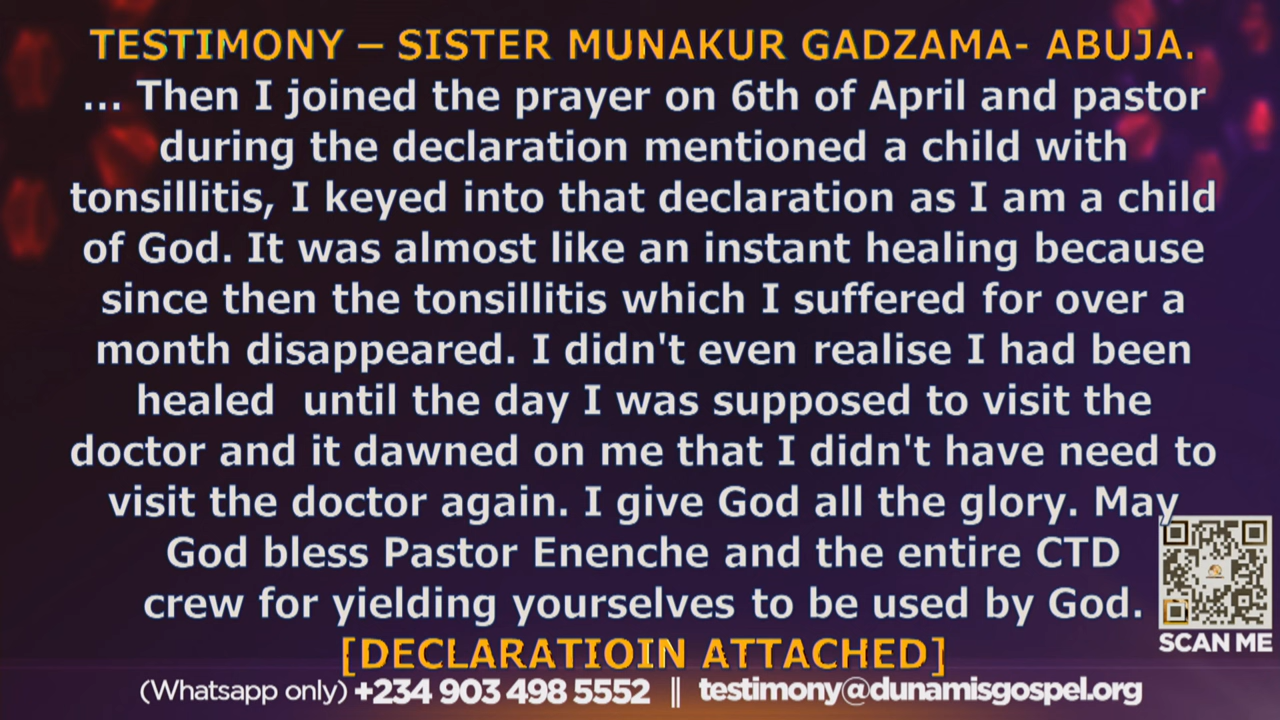 TESTIMONY – SISTER MUNAKUR GADZAMA- ABUJA.
... Then I joined the prayer on 6th of April and pastor
during the declaration mentioned a child with
tonsillitis, I keyed into that declaration as I am a child
of God. It was almost like an instant healing because
since then the tonsillitis which I suffered for over a
month disappeared. I didn't even realise I had been
healed  until the day I was supposed to visit the
doctor and it dawned on me that I didn't have need to
visit the doctor again. I give God all the glory. May
God bless Pastor Enenche and the entire CTD
crew for yielding yourselves to be used by God.
[DECLARATIOIN ATTACHED]
SCAN ME
(Whatsapp only) +234 903 498 5552 || testimony@dunamisgospel.org